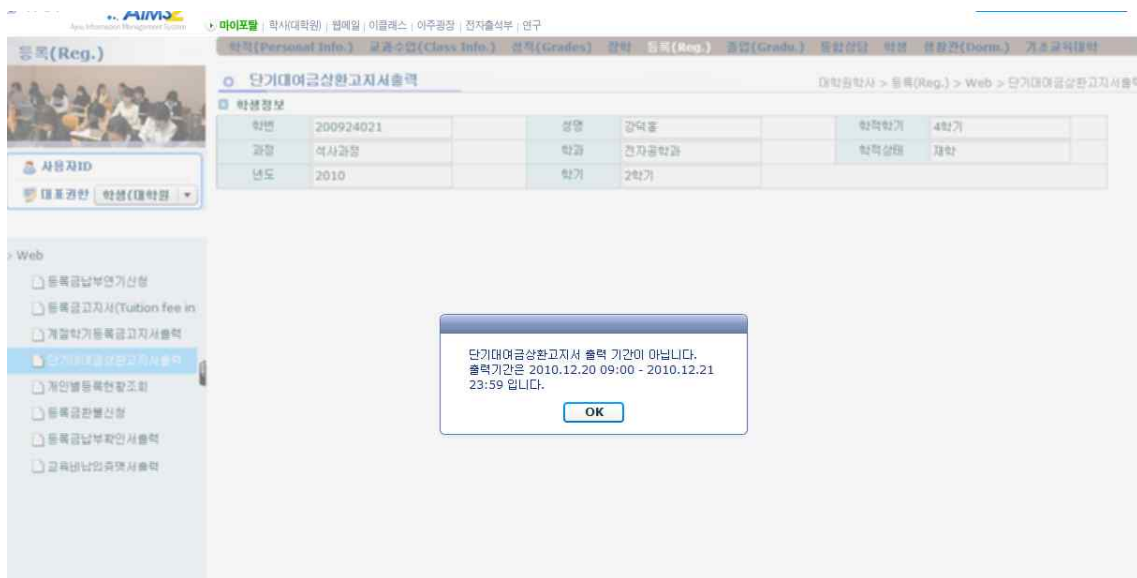 AIMS2
마이포탈 | 학사(대학원) | 웹메일 | 이클래스 | 아주광장 | 전자출석부 | 연구
등록(Reg.)
학적(Personal Info.) 교과수업(Class Info.) 성적(Grades) 장학 등록(Reg.) 졸업(Gradu.) 통합상담 학생 생활관(Dorm.) 기초교육대학
단기대여금상환고지서출력
대학원학사 > 등록(Reg.) > Web > 단기대여금상환고지서출력
학생정보
학번 200924021 성명 강덕홍 학적학기 4학기
과정 석사과정 학과 전자공학과 학적상태 재학
년도 2010 학기 2학기
사용자ID
대표권한 학생(대학원
> Web
등록금납부연기신청
등록금고지서(Tuition fee in
계절학기등록금고지서출력
단기대여금상환고지서출력
개인별등록현황조회
등록금환불신청
등록금납부확인서출력
교육비납입증명서출력
단기대여금상환고지서 출력 기간이 아닙니다.
출력기간은 2010.12.20 09:00 - 2010.12.21
23:59 입니다.
OK